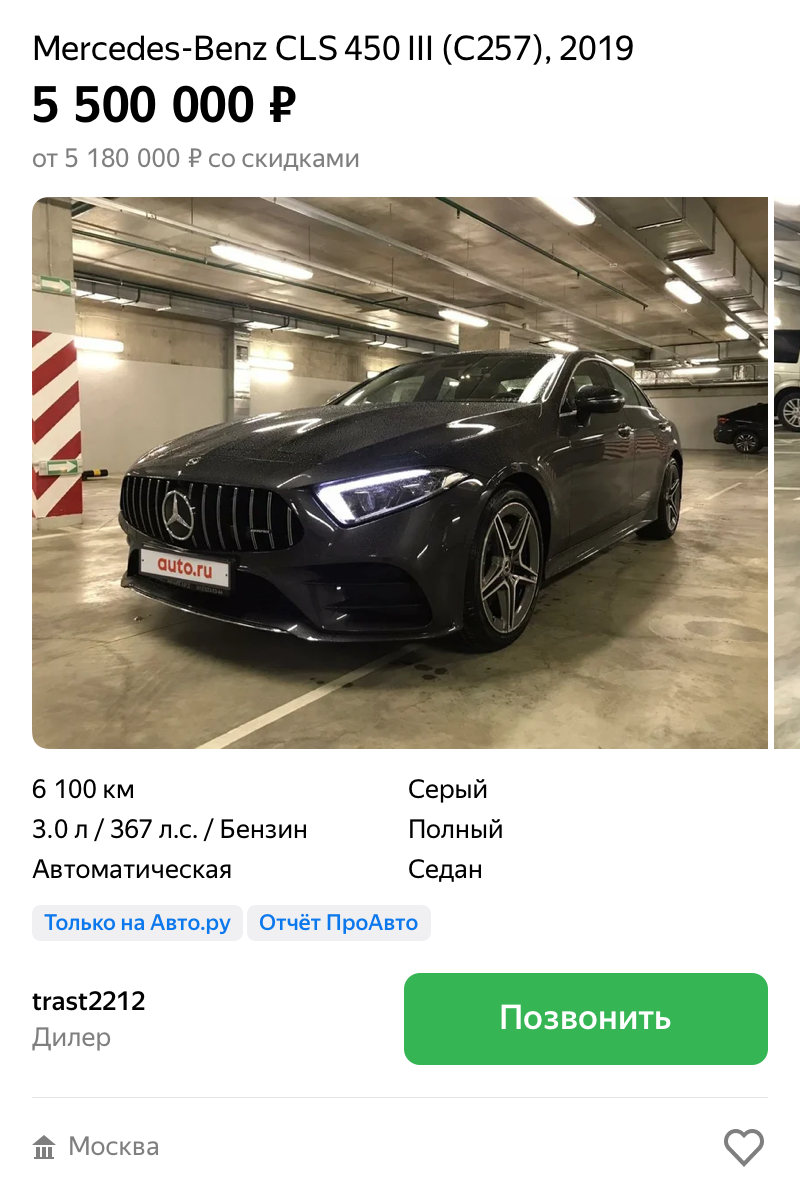 Mercedes-Benz CLS 450 III (C257), 2019
5 500 000 ₽
от 5 180 000 ₽ со скидками
auto.ru
6 100 км
Серый
3.0 л / 367 л.с. / Бензин
Полный
Автоматическая
Седан
Только на Авто.ру
Отчёт ПроАвто
trast2212
Дилер
Позвонить
Москва